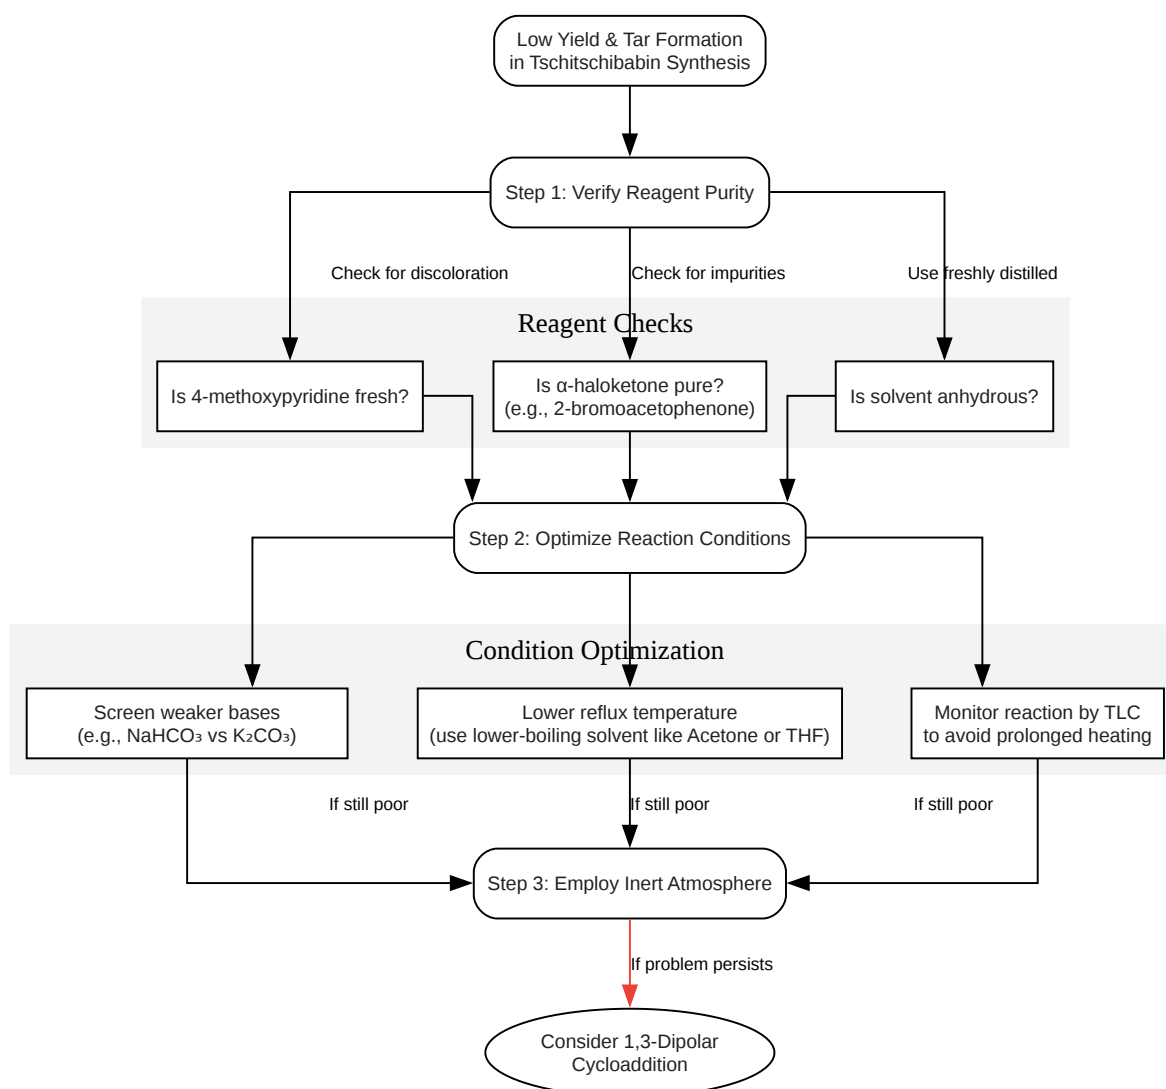 Low Yield & Tar Formation
in Tschitschibabin Synthesis
Step 1: Verify Reagent Purity
Check for discoloration
Check for impurities
Use freshly distilled
Reagent Checks
Is 4-methoxypyridine fresh?
Is α-haloketone pure?
(e.g., 2-bromoacetophenone)
Is solvent anhydrous?
Step 2: Optimize Reaction Conditions
Condition Optimization
Screen weaker bases
(e.g., NaHCO₃ vs K₂CO₃)
Lower reflux temperature
(use lower-boiling solvent like Acetone or THF)
Monitor reaction by TLC
to avoid prolonged heating
If still poor
If still poor
If still poor
Step 3: Employ Inert Atmosphere
If problem persists
Consider 1,3-Dipolar
Cycloaddition